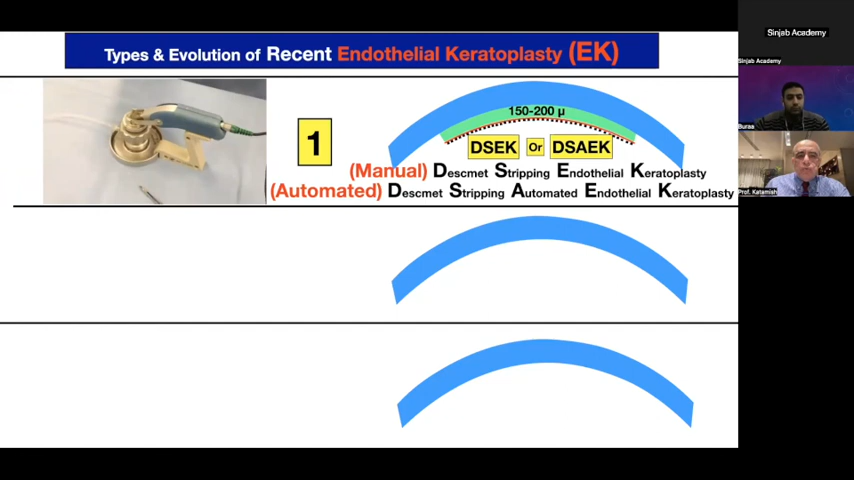 Types & Evolution of Recent Endothelial Keratoplasty (EK)
1
150-200 µ
DSEK Or DSAEK
(Manual) Descmet Stripping Endothelial Keratoplasty
(Automated) Descmet Stripping Automated Endothelial Keratoplasty
Sinjab Academy
Sinjab Academy
Buraa
Prof. Katamish